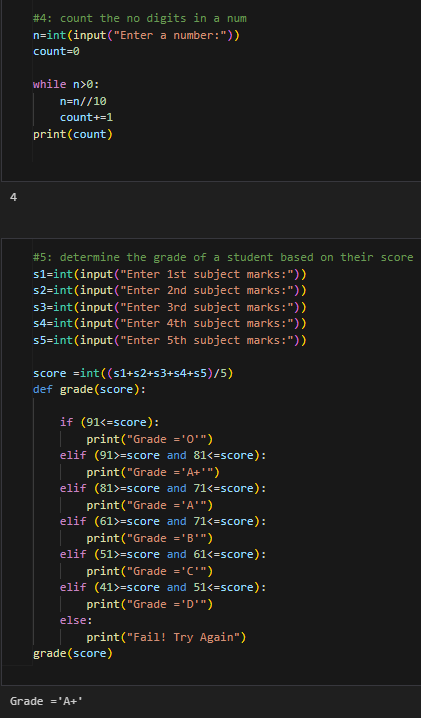 #4: count the no digits in a num
n=int(input("Enter a number:"))
count=0
while n>0:
    n=n//10
    count+=1
print(count)
4
#5: determine the grade of a student based on their score
s1=int(input("Enter 1st subject marks:"))
s2=int(input("Enter 2nd subject marks:"))
s3=int(input("Enter 3rd subject marks:"))
s4=int(input("Enter 4th subject marks:"))
s5=int(input("Enter 5th subject marks:"))
score =int((s1+s2+s3+s4+s5)/5)
def grade(score):
    if (91<=score):
        print("Grade ='O'")
    elif (91>=score and 81<=score):
        print("Grade ='A+'")
    elif (81>=score and 71<=score):
        print("Grade ='A'")
    elif (61>=score and 71<=score):
        print("Grade ='B'")
    elif (51>=score and 61<=score):
        print("Grade ='C'")
    elif (41>=score and 51<=score):
        print("Grade ='D'")
    else:
        print("Fail! Try Again")
grade(score)
Grade ='A+'